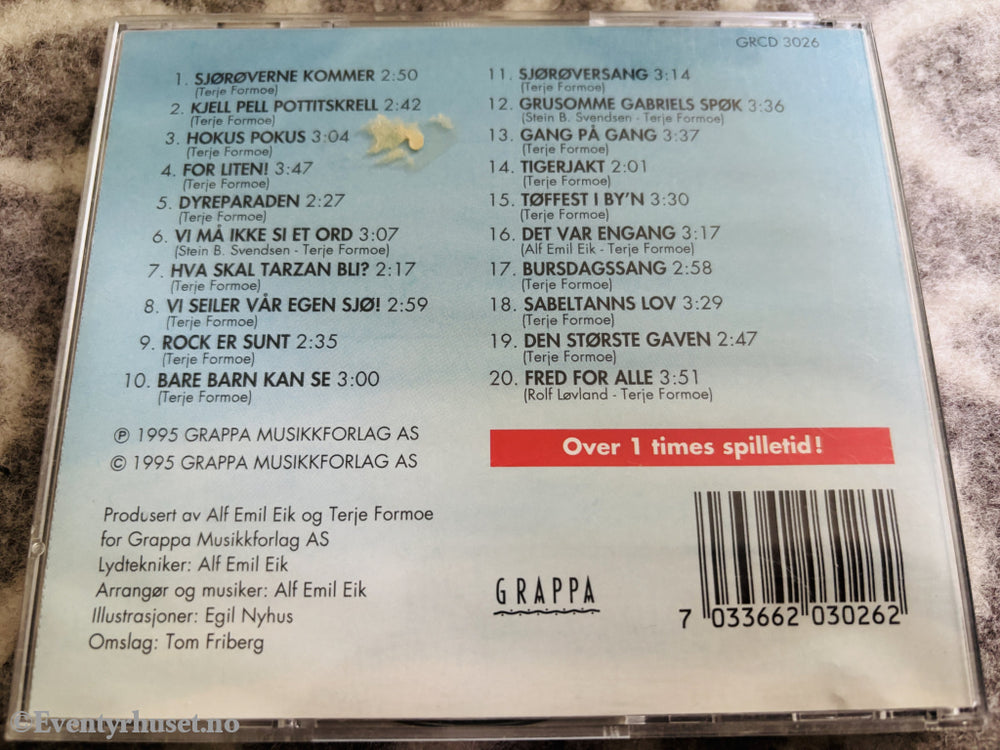 GRCD 3026
1. SJØRØVERNE KOMMER 2:50
(Terje Formoe)
2. KJELL PELL POTTITSKRELL 2:42
(Terje Formoe)
3. HOKUS POKUS 3:04
(Terje Formoe)
4. FOR LITEN! 3:47
(Terje Formoe)
5. DYREPARADEN 2:27
(Terje Formoe)
6. VI MÅ IKKE SI ET ORD 3:07
(Stein B. Svendsen - Terje Formoe)
7. HVA SKAL TARZAN BLI? 2:17
(Terje Formoe)
8. VI SEILER VÅR EGEN SJØ! 2:59
(Terje Formoe)
9. ROCK ER SUNT 2:35
(Terje Formoe)
10. BARE BARN KAN SE 3:00
(Terje Formoe)
11. SJØRØVERSANG 3:14
(Terje Formoe)
12. GRUSOMME GABRIELS SPØK 3:36
(Stein B. Svendsen - Terje Formoe)
13. GANG PÅ GANG 3:37
(Terje Formoe)
14. TIGERJAKT 2:01
(Terje Formoe)
15. TØFFEST I BY'N 3:30
(Terje Formoe)
16. DET VAR ENGANG 3:17
(Alf Emil Eik - Terje Formoe)
17. BURSDAGSSANG 2:58
(Terje Formoe)
18. SABELTANNS LOV 3:29
(Terje Formoe)
19. DEN STØRSTE GAVEN 2:47
(Terje Formoe)
20. FRED FOR ALLE 3:51
(Rolf Løvland - Terje Formoe)
℗ 1995 GRAPPA MUSIKKFORLAG AS
© 1995 GRAPPA MUSIKKFORLAG AS
Over 1 times spilletid!
Produsert av Alf Emil Eik og Terje Formoe
for Grappa Musikkforlag AS
Lydtekniker: Alf Emil Eik
Arrangør og musiker: Alf Emil Eik
Illustrasjoner: Egil Nyhus
Omslag: Tom Friberg
GRAPPA
7 033662 030262
©Eventyrhuset.no